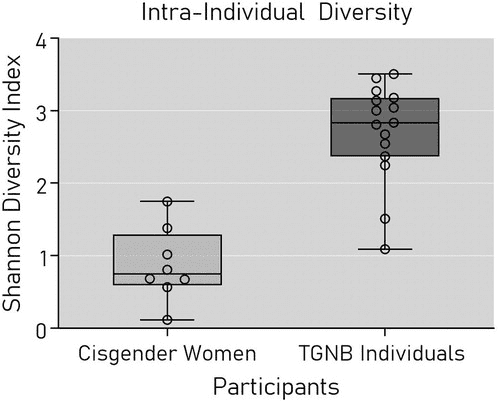 Intra-Individual Diversity
Shannon Diversity Index
4
3
2
1
0
Cisgender Women
TGNB Individuals
Participants